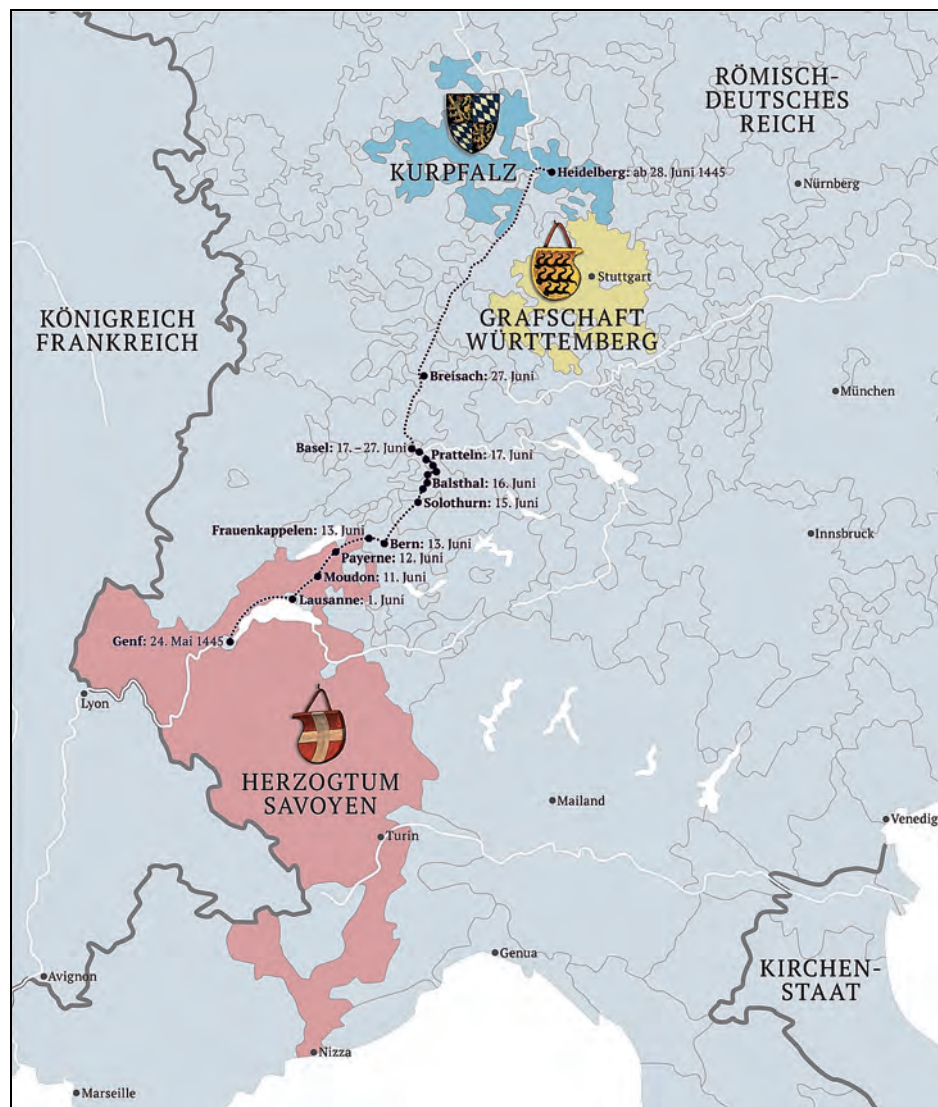 RÖMISCH-
DEUTSCHES
REICH
KURPFALZ
Heidelberg: ab 28. Juni 1445
Nürnberg
Stuttgart
KÖNIGREICH
FRANKREICH
GRAFSCHAFT
WÜRTTEMBERG
Breisach: 27. Juni
München
Basel: 17. – 27. Juni
Pratteln: 17. Juni
Balsthal: 16. Juni
Solothurn: 15. Juni
Frauenkappelen: 13. Juni
Innsbruck
Bern: 13. Juni
Payerne: 12. Juni
Moudon: 11. Juni
Lausanne: 1. Juni
Genf: 24. Mai 1445
Lyon
HERZOGTUM
SAVOYEN
Mailand
Venedig
Turin
Genua
KIRCHEN-
STAAT
Avignon
Nizza
Marseille